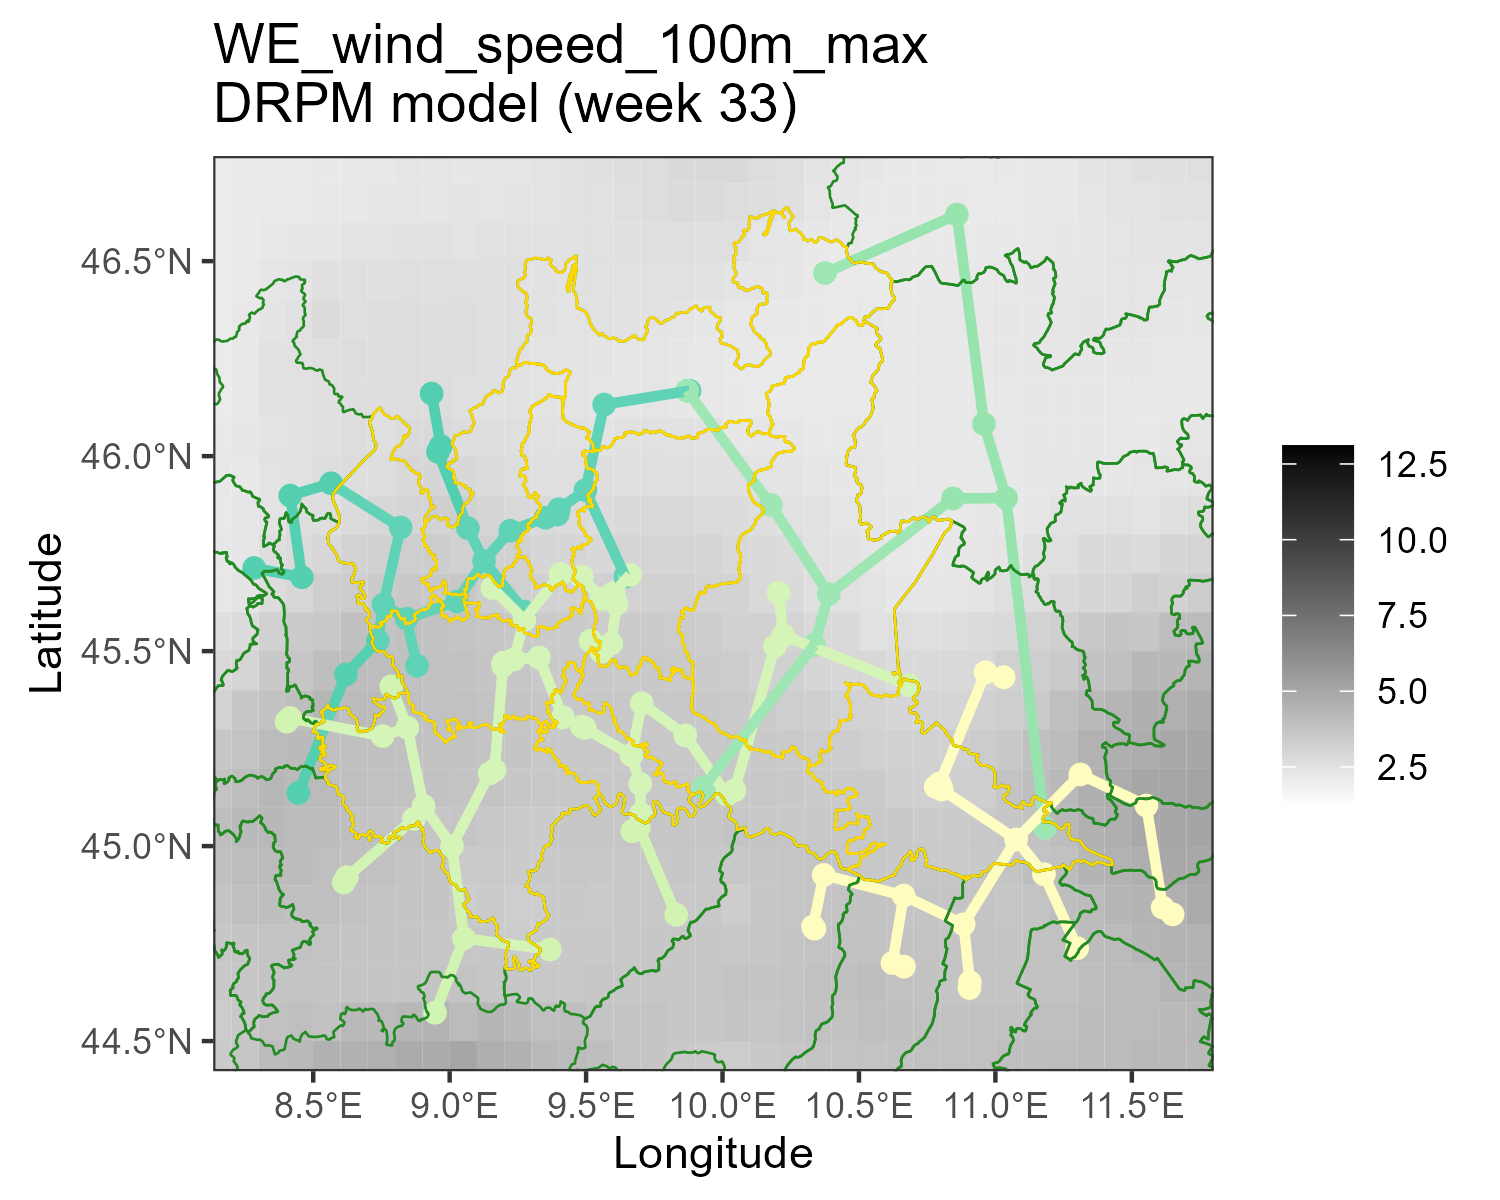 WE_wind_speed_100m_max
DRPM model (week 33)
46.5°N
46.0°N
45.5°N
45.0°N
44.5°N
Latitude
8.5°E
9.0°E
9.5°E
10.0°E
10.5°E
11.0°E
11.5°E
Longitude
12.5
10.0
7.5
5.0
2.5